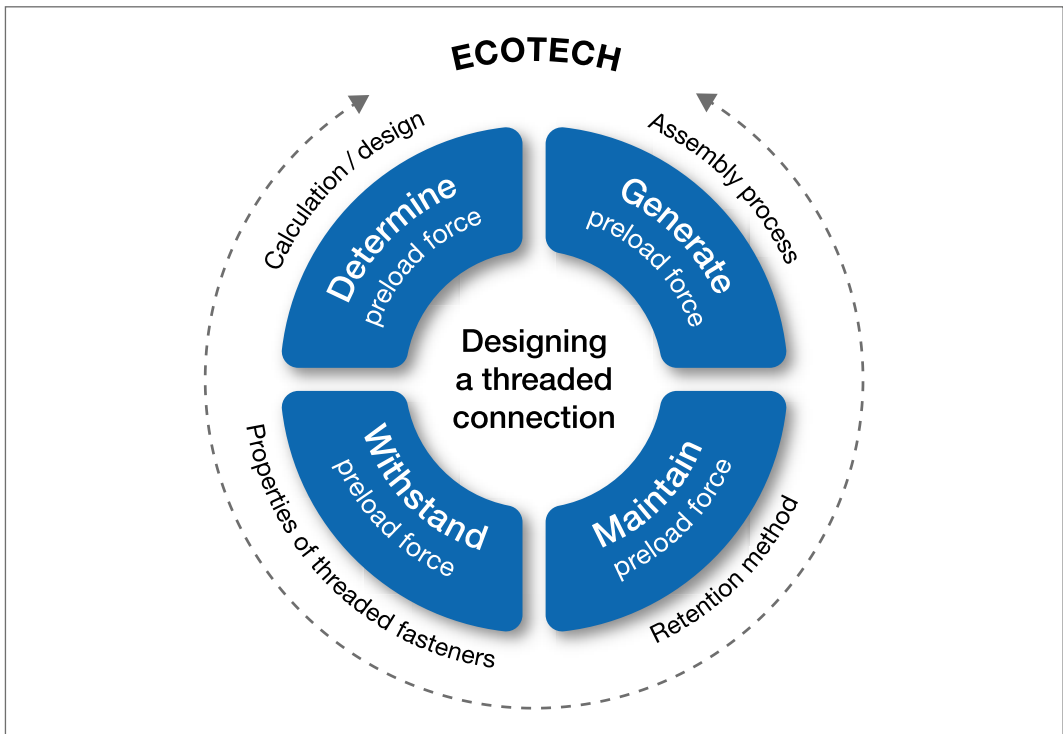 ECOTECH
Calculation / design
Determine
preload force
Assembly process
Generate
preload force
Designing
a threaded
connection
Properties of threaded fasteners
Withstand
preload force
Maintain
preload force
Retention method